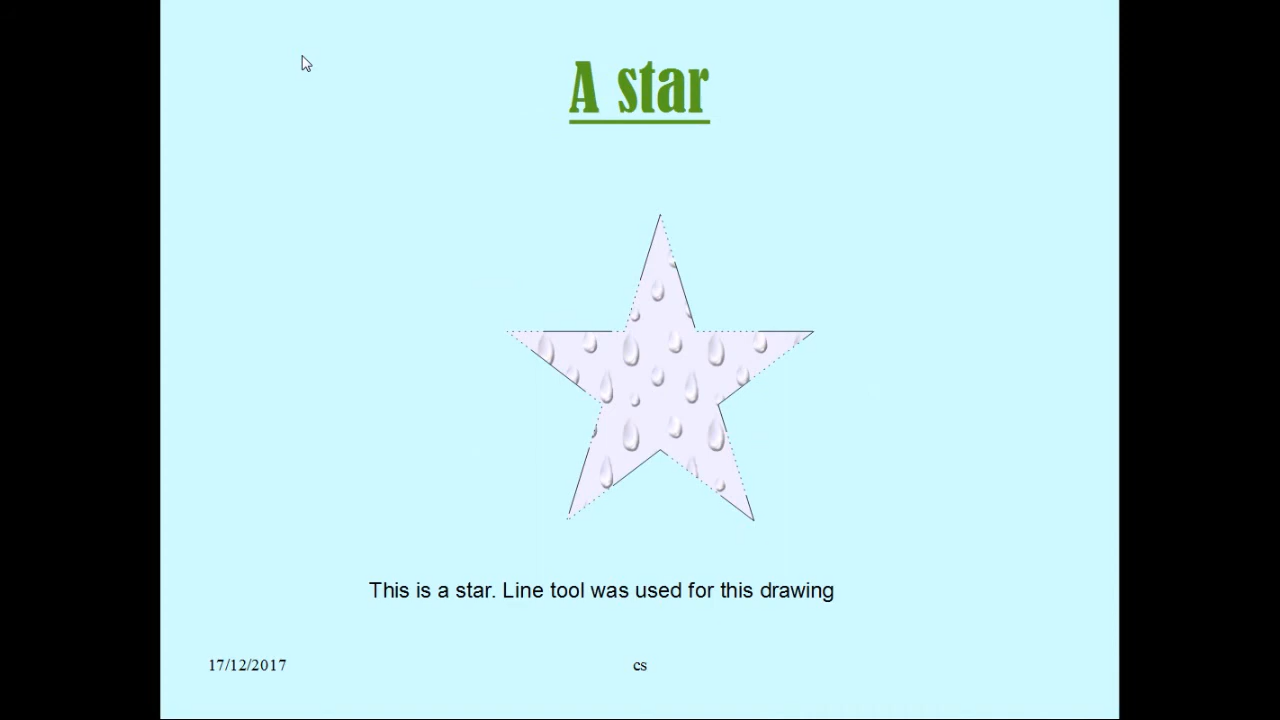 A star
This is a star. Line tool was used for this drawing
17/12/2017
cs